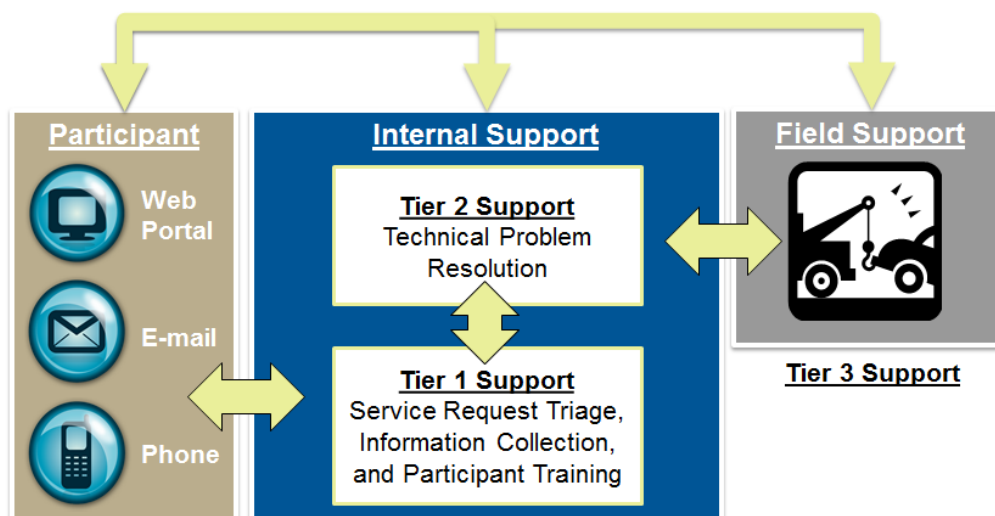 Participant
Web
Portal
E-mail
Phone
Internal Support
Tier 2 Support
Technical Problem
Resolution
Tier 1 Support
Service Request Triage,
Information Collection,
and Participant Training
Field Support
Tier 3 Support